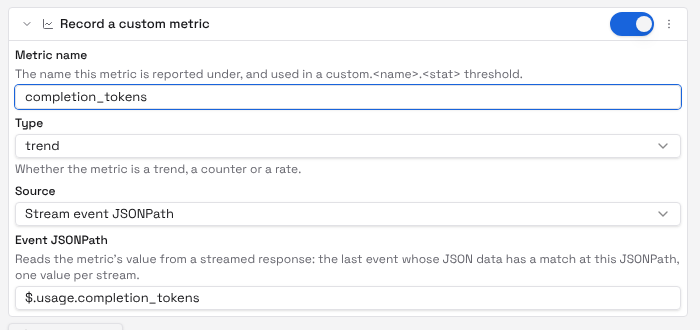 Record a custom metric
Metric name
The name this metric is reported under, and used in a custom.<name>.<stat> threshold.
completion_tokens
Type
trend
Whether the metric is a trend, a counter or a rate.
Source
Stream event JSONPath
Event JSONPath
Reads the metric's value from a streamed response: the last event whose JSON data has a match at this JSONPath,
one value per stream.
$.usage.completion_tokens